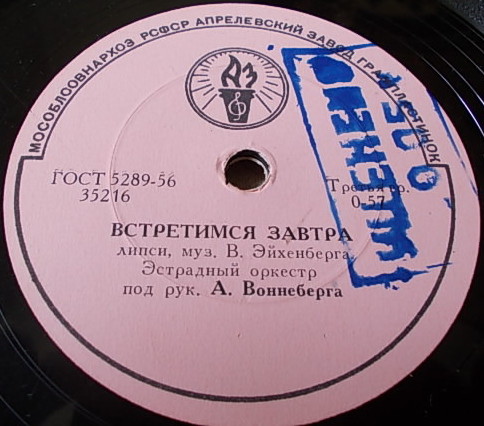 МОСОБЛСОВНАРХОЗ РСФСР АПРЕЛЕВСКИЙ ЗАВОД ГРАМПЛАСТИНОК
АЗ
ГОСТ 5289-56
35216
Третья гр.
0-57
ВСТРЕТИМСЯ ЗАВТРА
липси, муз. В. Эйхенберга
Эстрадный оркестр
под рук. А. Воннеберга